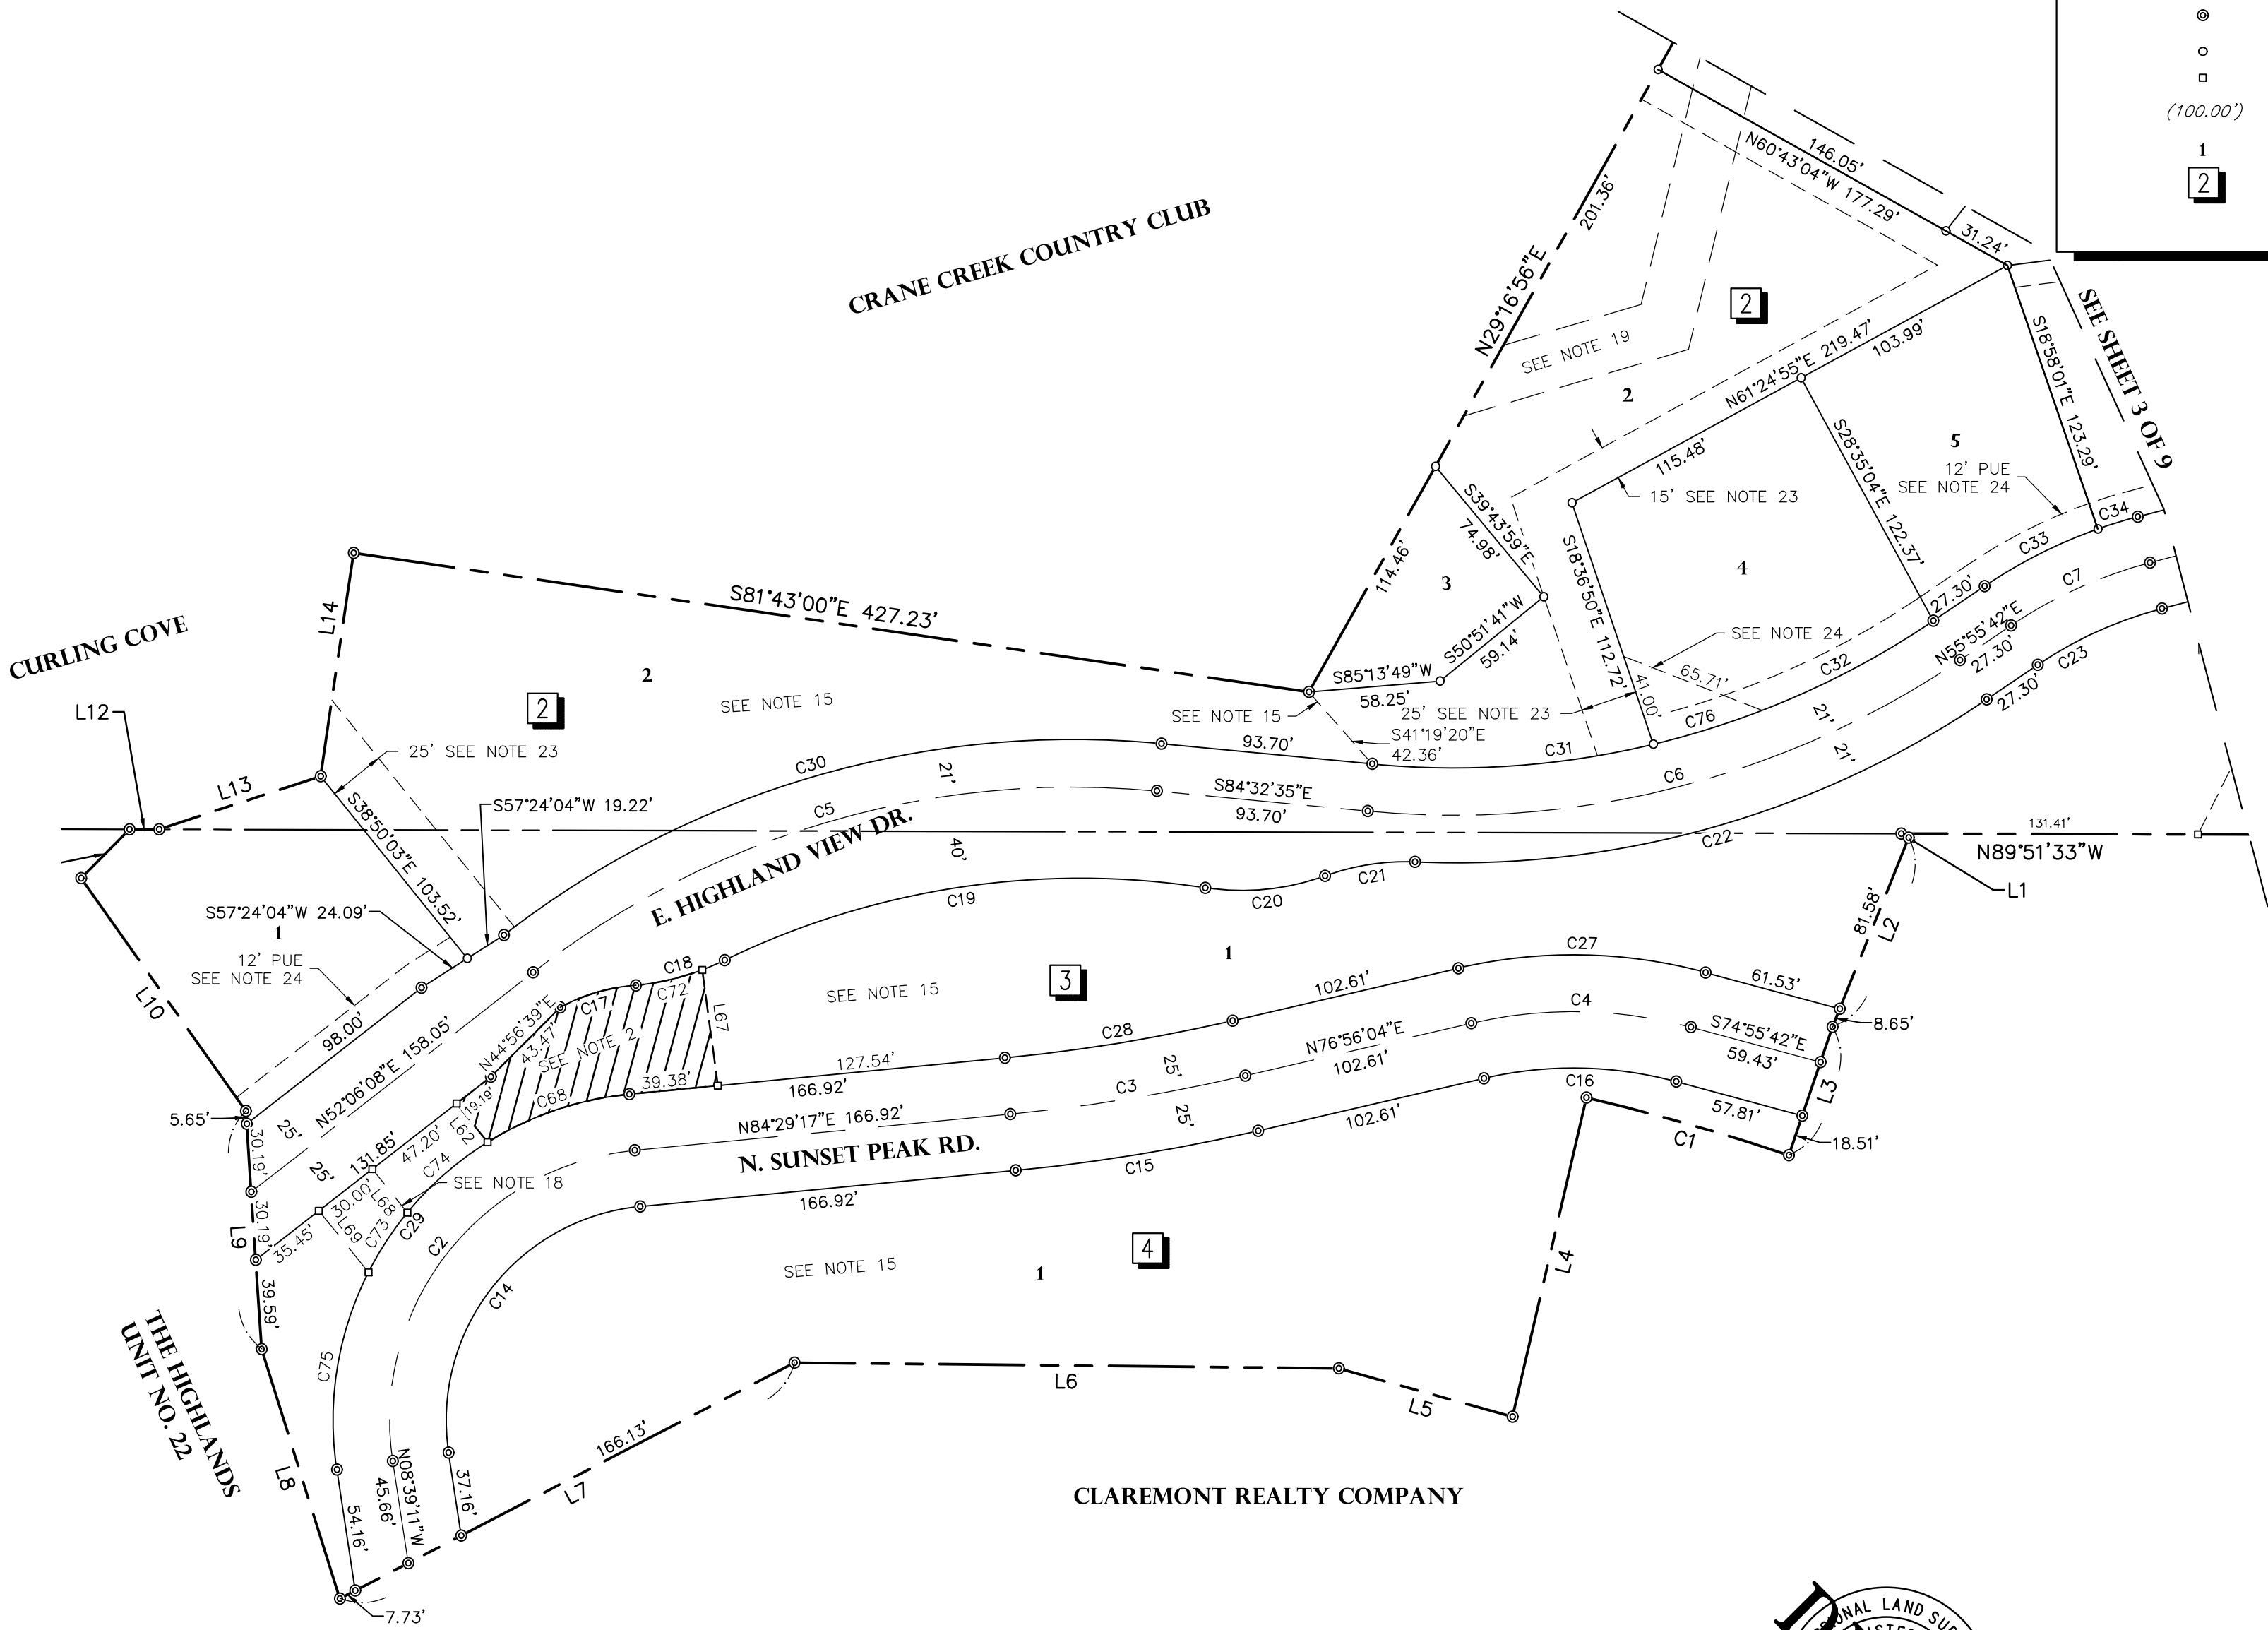 (100.00')
1
2
146.05'
N60°43'04"W 177.29'
31.24'
201.36'
N29°16'56"E
CRANE CREEK COUNTRY CLUB
2
SEE NOTE 19
2
N61°24'55"E 219.47'
103.99'
115.48'
S18°58'01"E 123.29'
SEE SHEET 3 OF 9
S28°35'04"E 122.37'
5
12' PUE
SEE NOTE 24
15' SEE NOTE 23
S39°43'59"E
74.98'
114.46'
3
4
S18°36'50"E 112.72'
C34
C33
C7
27.30'
N55°55'42"E
27.30'
C23
27.30'
S50°51'41"W
59.14'
SEE NOTE 24
C32
65.71'
41.00'
C76
S85°13'49"W
58.25'
SEE NOTE 15
25' SEE NOTE 23
S41°19'20"E
42.36'
C31
21'
21'
C6
L14
S81°43'00"E 427.23'
CURLING COVE
L12
L13
2
2
SEE NOTE 15
25' SEE NOTE 23
S38°50'03"E 103.52'
S57°24'04"W 19.22'
C30
21'
C5
93.70'
S84°32'35"E
93.70'
E. HIGHLAND VIEW DR.
40'
C22
131.41'
N89°51'33"W
L1
81.58'
L2
S57°24'04"W 24.09'
1
12' PUE
SEE NOTE 24
L10
98.00'
N52°06'08"E 158.05'
C19
C20
C21
C18
C72
C17
N44°56'39"E
43.47'
SEE NOTE 2
L67
SEE NOTE 15
3
1
C27
102.61'
61.53'
C4
8.65'
S74°55'42"E
59.43'
C28
127.54'
166.92'
39.38'
C68
25'
25'
C3
N76°56'04"E
102.61'
102.61'
C16
57.81'
L3
18.51'
C1
5.65'
30.19'
25'
25'
19.19'
L62
131.85'
47.20'
C74
N84°29'17"E 166.92'
N. SUNSET PEAK RD.
C15
SEE NOTE 18
30.00'
L68
L69
C73
C29
30.19'
L9
35.45'
C2
166.92'
4
SEE NOTE 15
1
L4
39.59'
C14
THE HIGHLANDS
UNIT NO. 22
C75
L6
L5
L8
166.13'
L7
N08°39'11"W
45.66'
37.16'
54.16'
7.73'
CLAREMONT REALTY COMPANY